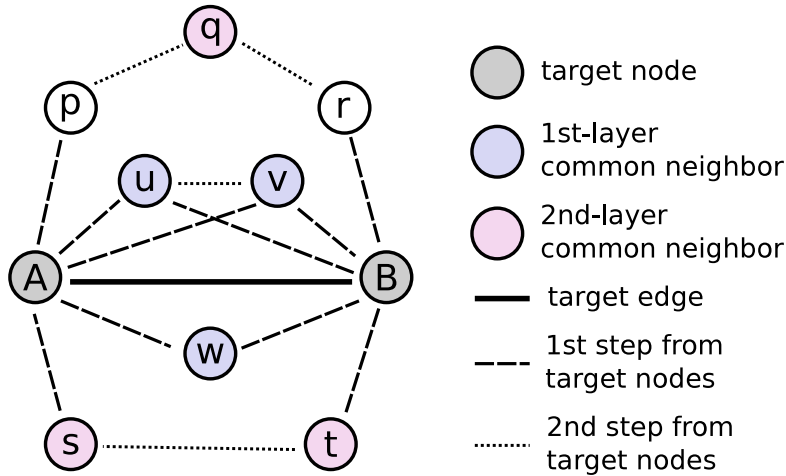 q
p
r
u
v
A
B
w
s
t
target node
1st-layer
common neighbor
2nd-layer
common neighbor
target edge
1st step from
target nodes
2nd step from
target nodes